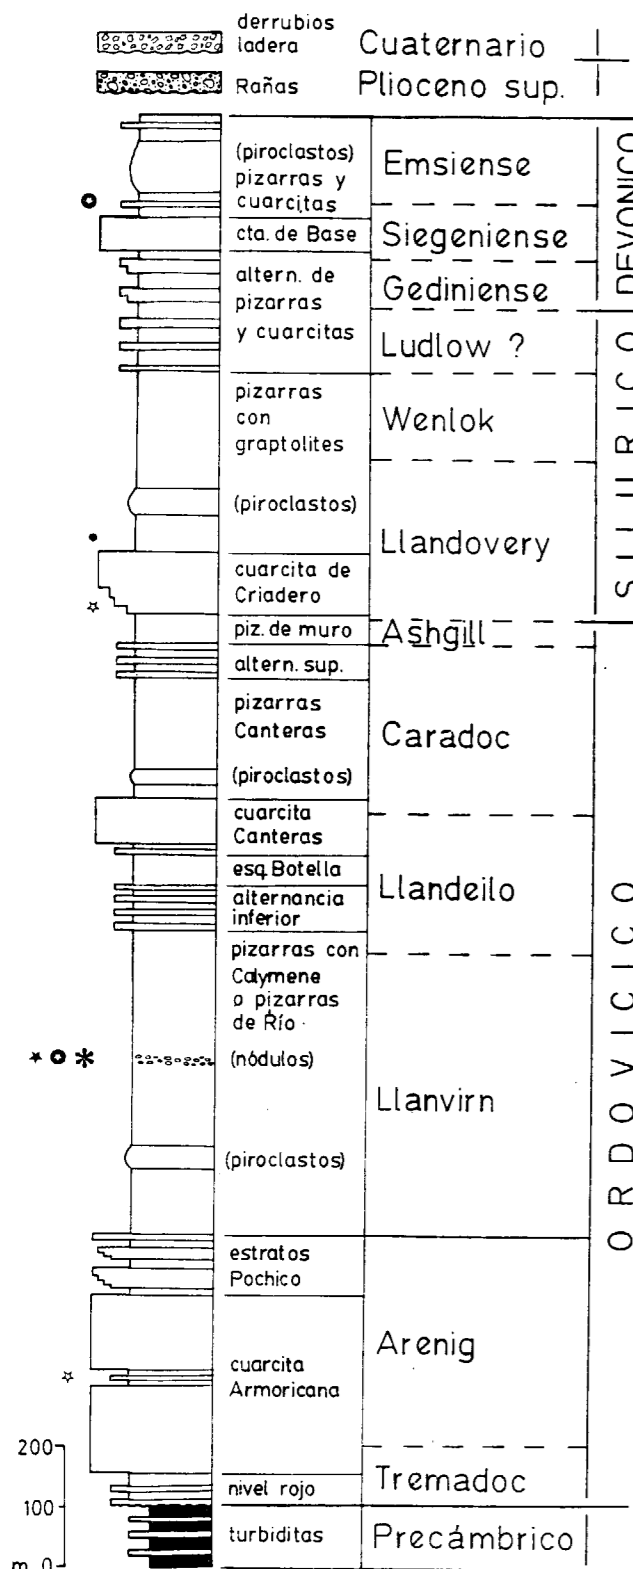 derrubios
ladera
Cuaternario
Rañas
Plioceno sup.
(piroclastos)
pizarras y
cuarcitas
Emsiense
cta. de Base
Siegeniense
altern. de
pizarras
y cuarcitas
Gediniense
Ludlow ?
DEVONICO
pizarras
con
graptolites
Wenlok
(piroclastos)
Llandovery
cuarcita de
Criadero
SILURICO
piz. de muro
Ashgill
altern. sup.
pizarras
Canteras
(piroclastos)
Caradoc
cuarcita
Canteras
esq. Botella
alternancia
inferior
Llandeilo
pizarras con
Calymene
o pizarras
de Río
(nódulos)
(piroclastos)
Llanvirn
estratos
Pochico
cuarcita
Armoricana
Arenig
nivel rojo
Tremadoc
ORDOVICICO
turbiditas
Precámbrico
200
100
m 0